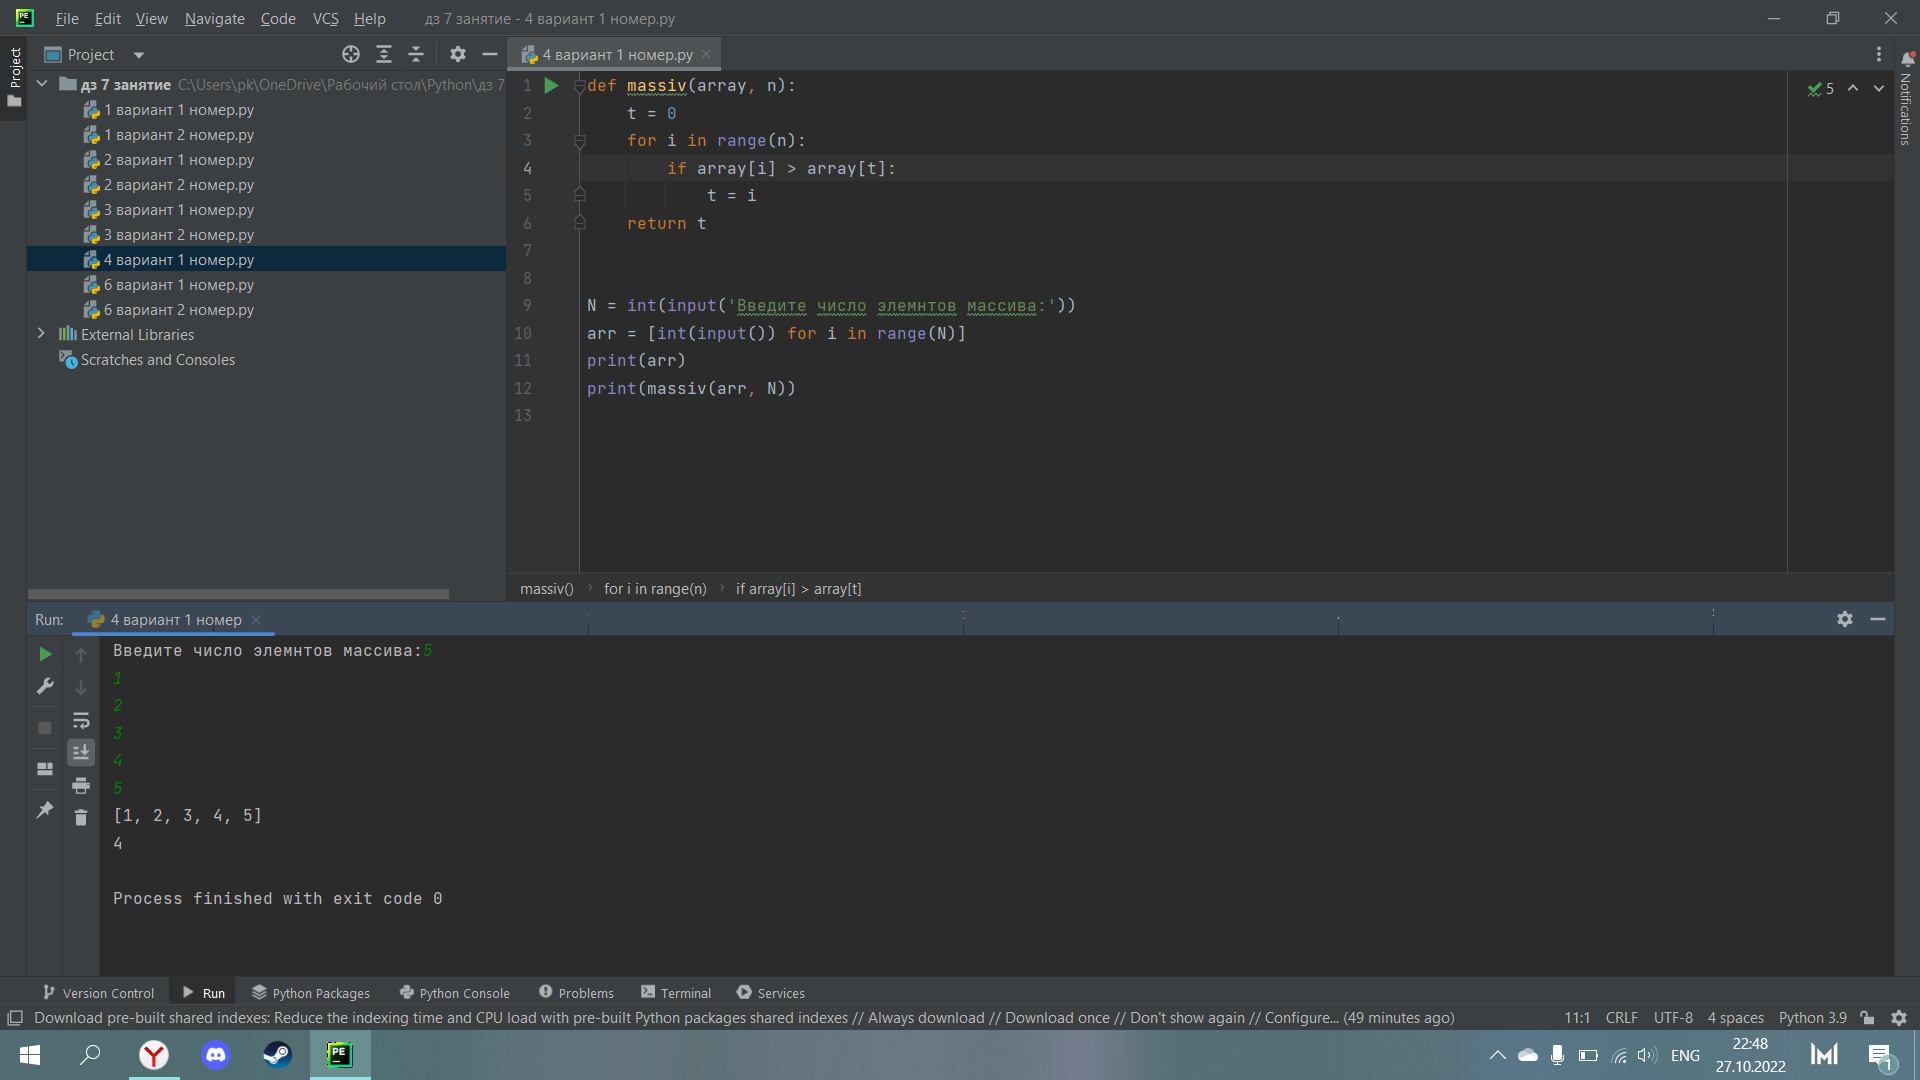 File Edit View Navigate Code VCS Help дз 7 занятие - 4 вариант 1 номер.py
Project
Project
4 вариант 1 номер.py
дз 7 занятие C:\Users\pk\OneDrive\Рабочий стол\Python\дз 7
1 вариант 1 номер.py
1 вариант 2 номер.py
2 вариант 1 номер.py
2 вариант 2 номер.py
3 вариант 1 номер.py
3 вариант 2 номер.py
4 вариант 1 номер.py
6 вариант 1 номер.py
6 вариант 2 номер.py
External Libraries
Scratches and Consoles
1 def massiv(array, n):
2 t = 0
3 for i in range(n):
4 if array[i] > array[t]:
5 t = i
6 return t
7
8
9 N = int(input('Введите число элемнтов массива:'))
10 arr = [int(input()) for i in range(N)]
11 print(arr)
12 print(massiv(arr, N))
13
5
Notifications
massiv() › for i in range(n) › if array[i] > array[t]
Run: 4 вариант 1 номер
Введите число элемнтов массива:5
1
2
3
4
5
[1, 2, 3, 4, 5]
4
Process finished with exit code 0
Version Control Run Python Packages Python Console Problems Terminal Services
Download pre-built shared indexes: Reduce the indexing time and CPU load with pre-built Python packages shared indexes // Always download // Download once // Don't show again // Configure... (49 minutes ago) 11:1 CRLF UTF-8 4 spaces Python 3.9
PE
ENG
22:48
27.10.2022
1